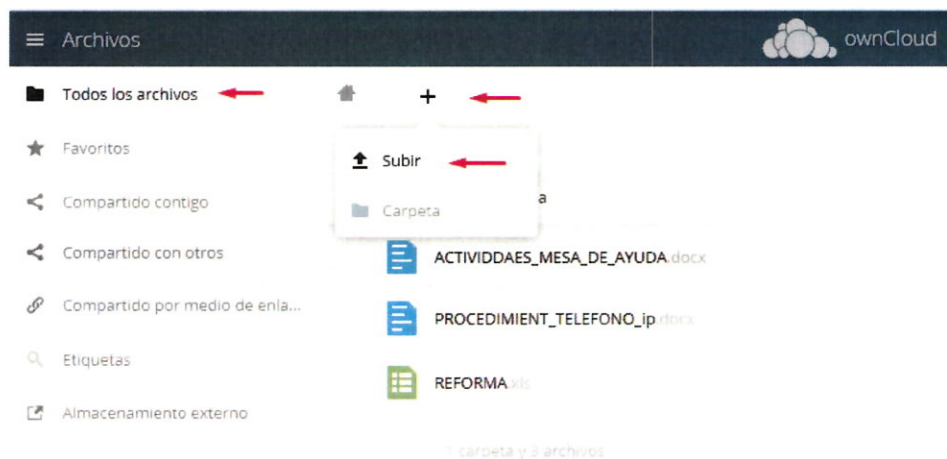 Archivos
ownCloud
Todos los archivos
Favoritos
Compartido contigo
Compartido con otros
Compartido por medio de enla...
Etiquetas
Almacenamiento externo
Subir
Carpeta
a
ACTIVIDDAES_MESA_DE_AYUDA.docx
PROCEDIMIENT_TELEFONO_ip.docx
REFORMA.xls
1 carpeta y 3 archivos